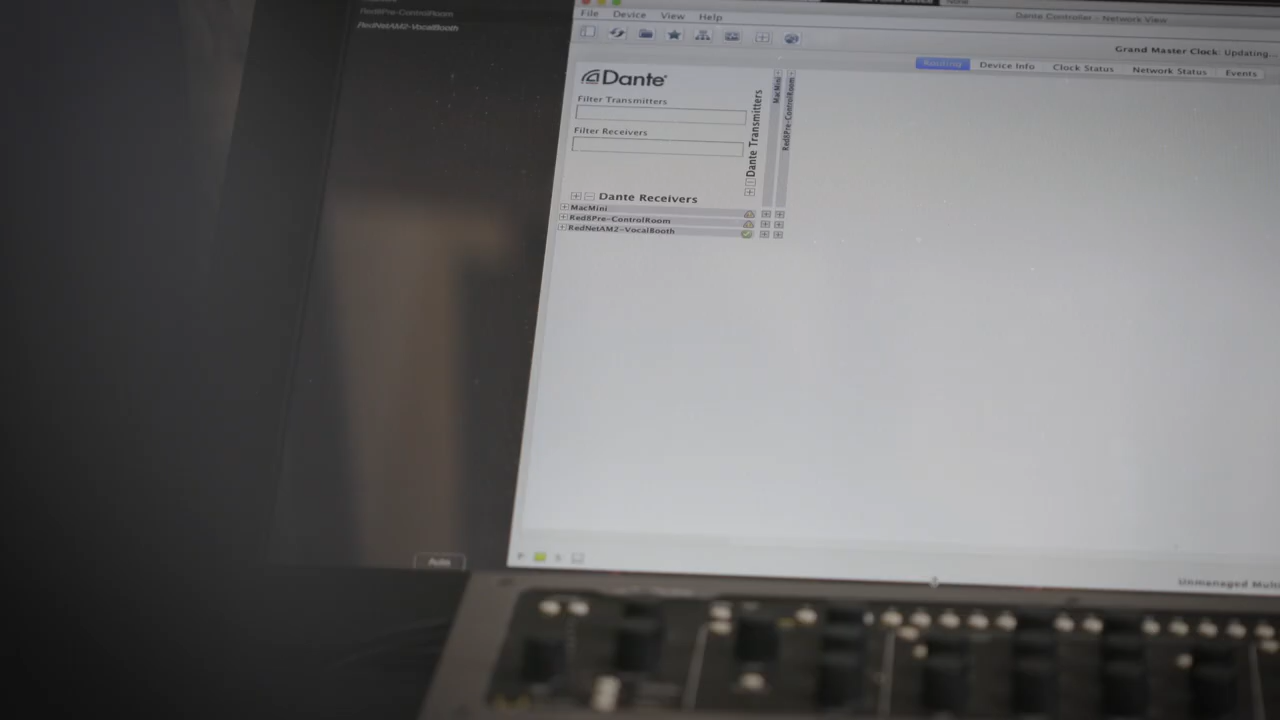 Red8Pre-ControlRoom
RedNetAM2-VocalBooth
File Device View Help
Dante Controller - Network View
Grand Master Clock: Updating...
Routing Device Info Clock Status Network Status Events
Dante
Filter Transmitters
Filter Receivers
Dante Transmitters
MacMini
Red8Pre-ControlRoom
Dante Receivers
MacMini
Red8Pre-ControlRoom
RedNetAM2-VocalBooth
Auto
Unmanaged Multi